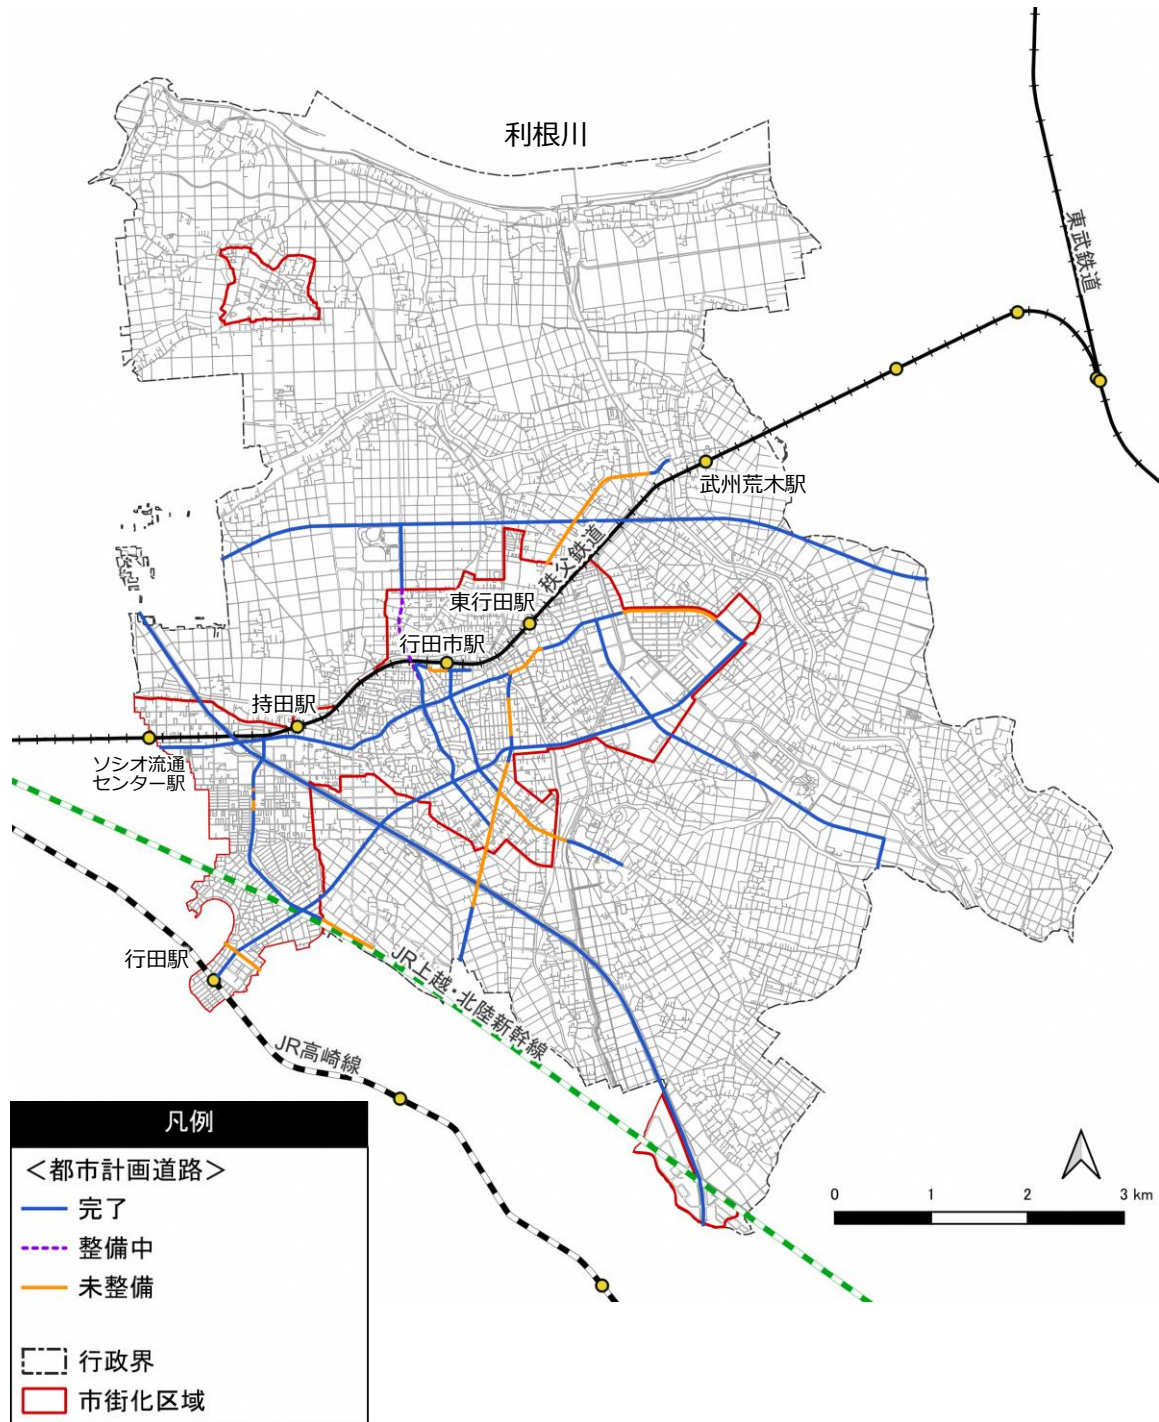 利根川
東武鉄道
武州荒木駅
秩父鉄道
東行田駅
行田市駅
持田駅
ソシオ流通
センター駅
行田駅
JR上越・北陸新幹線
JR高崎線
凡例
＜都市計画道路＞
完了
整備中
未整備
行政界
市街化区域
0 1 2 3 km